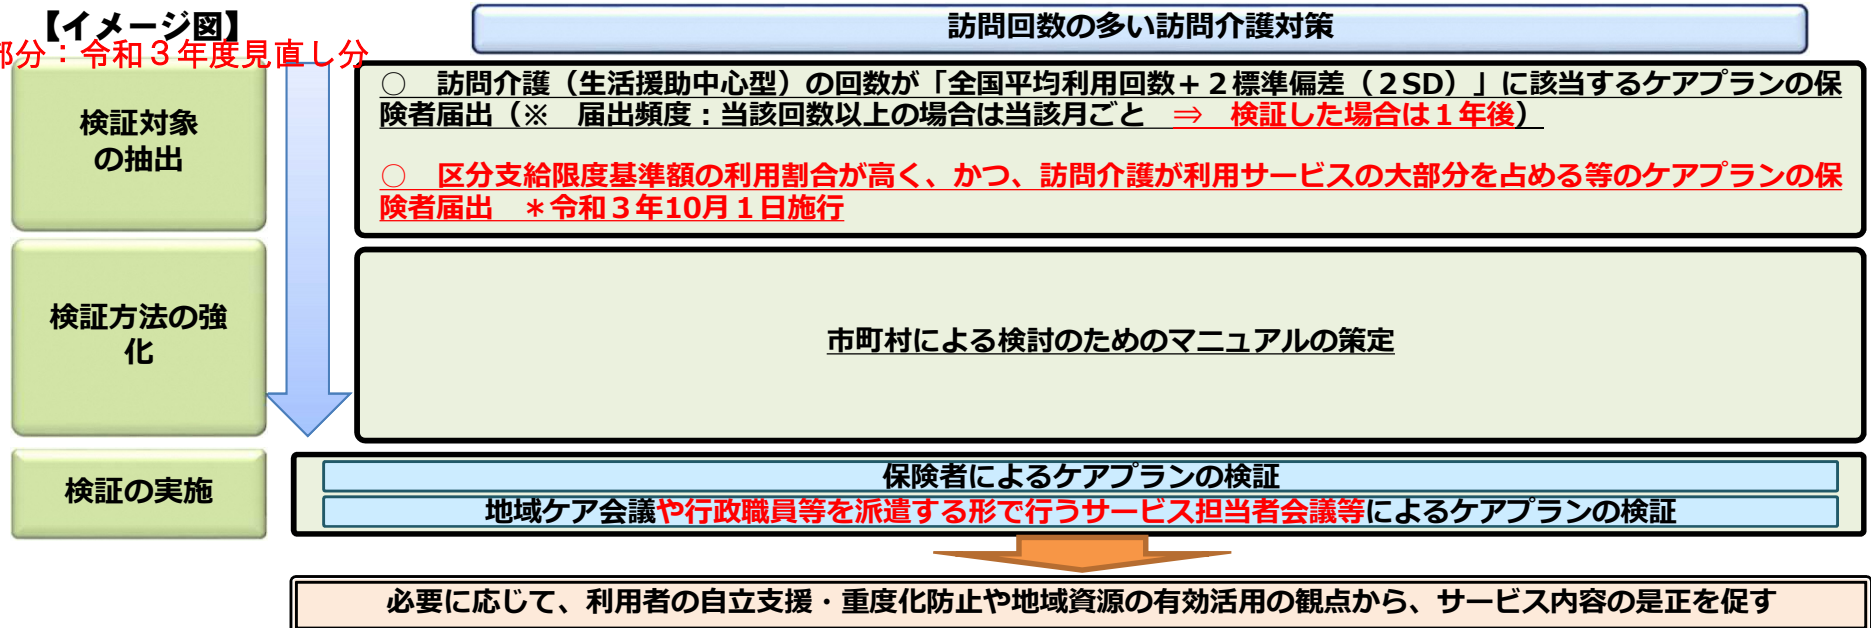 【イメージ図】
部分：令和３年度見直し分
訪問回数の多い訪問介護対策
検証対象
の抽出
○　訪問介護（生活援助中心型）の回数が「全国平均利用回数＋２標準偏差（２SD）」に該当するケアプランの保
険者届出（※　届出頻度：当該回数以上の場合は当該月ごと　⇒　検証した場合は１年後）
○　区分支給限度基準額の利用割合が高く、かつ、訪問介護が利用サービスの大部分を占める等のケアプランの保
険者届出　＊令和３年10月１日施行
検証方法の強
化
市町村による検討のためのマニュアルの策定
検証の実施
保険者によるケアプランの検証
地域ケア会議や行政職員等を派遣する形で行うサービス担当者会議等によるケアプランの検証
必要に応じて、利用者の自立支援・重度化防止や地域資源の有効活用の観点から、サービス内容の是正を促す